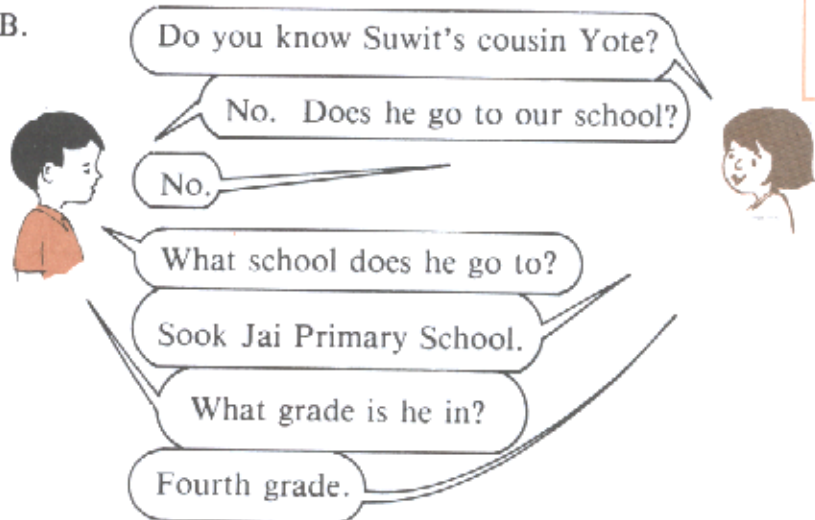 B.
Do you know Suwit's cousin Yote?
No. Does he go to our school?
No.
What school does he go to?
Sook Jai Primary School.
What grade is he in?
Fourth grade.